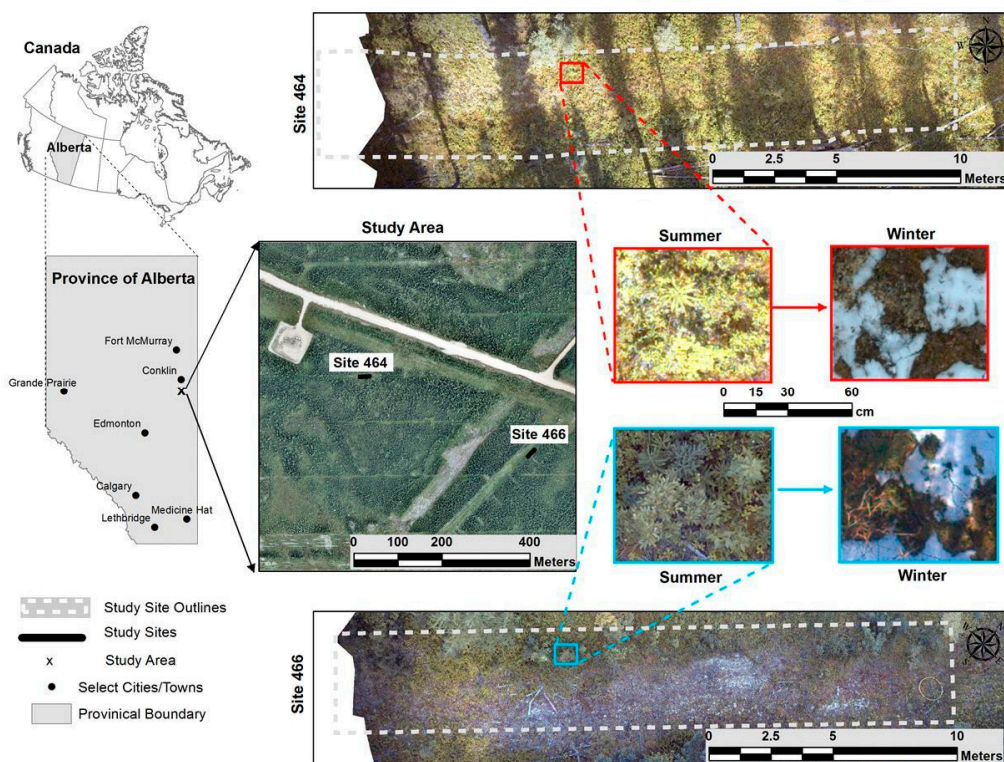 Canada
Alberta
Province of Alberta
Fort McMurray
Conklin
x
Grande Prairie
Edmonton
Calgary
Medicine Hat
Lethbridge
Study Site Outlines
Study Sites
x Study Area
Select Cities/Towns
Provinical Boundary
Site 464
N
W
0 2.5 5 10
Meters
Study Area
Site 464
Site 466
0 100 200 400
Meters
Summer
Winter
0 15 30 60
cm
Summer
Winter
Site 466
0 2.5 5 10
Meters